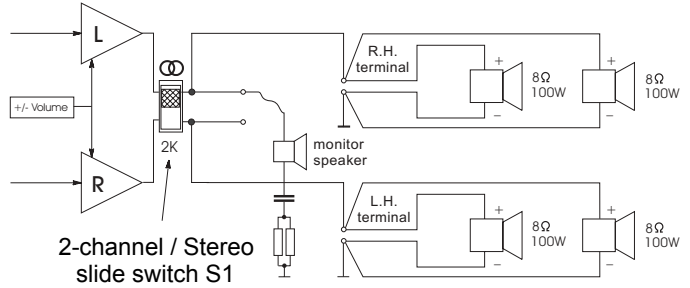 L
+/- Volume
R
2K
2-channel / Stereo
slide switch S1
monitor
speaker
R.H.
terminal
+
8Ω
100W
−
+
8Ω
100W
−
L.H.
terminal
+
8Ω
100W
−
+
8Ω
100W
−